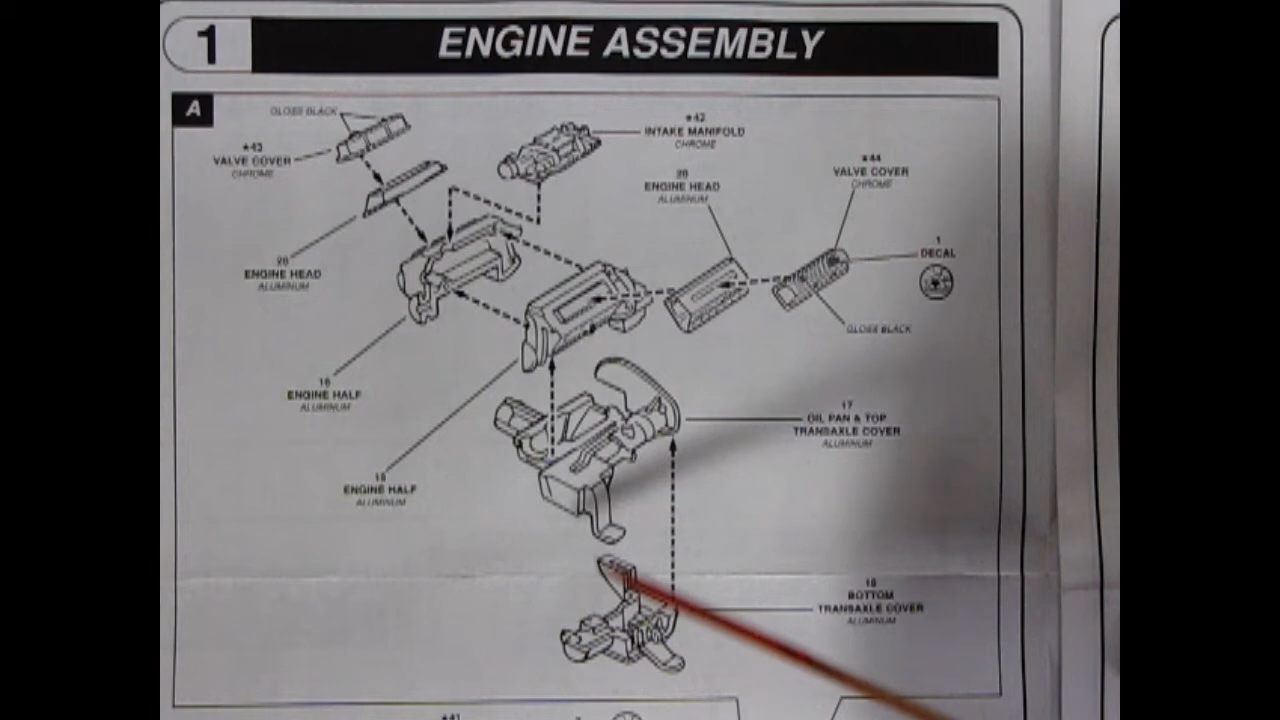 1
ENGINE ASSEMBLY
A
GLOSS BLACK
★43
VALVE COVER
CHROME
★42
INTAKE MANIFOLD
CHROME
20
ENGINE HEAD
ALUMINUM
★44
VALVE COVER
CHROME
1
DECAL
20
ENGINE HEAD
ALUMINUM
GLOSS BLACK
16
ENGINE HALF
ALUMINUM
17
OIL PAN & TOP
TRANSAXLE COVER
ALUMINUM
ENGINE HALF
ALUMINUM
BOTTOM
TRANSAXLE COVER
ALUMINUM
★41